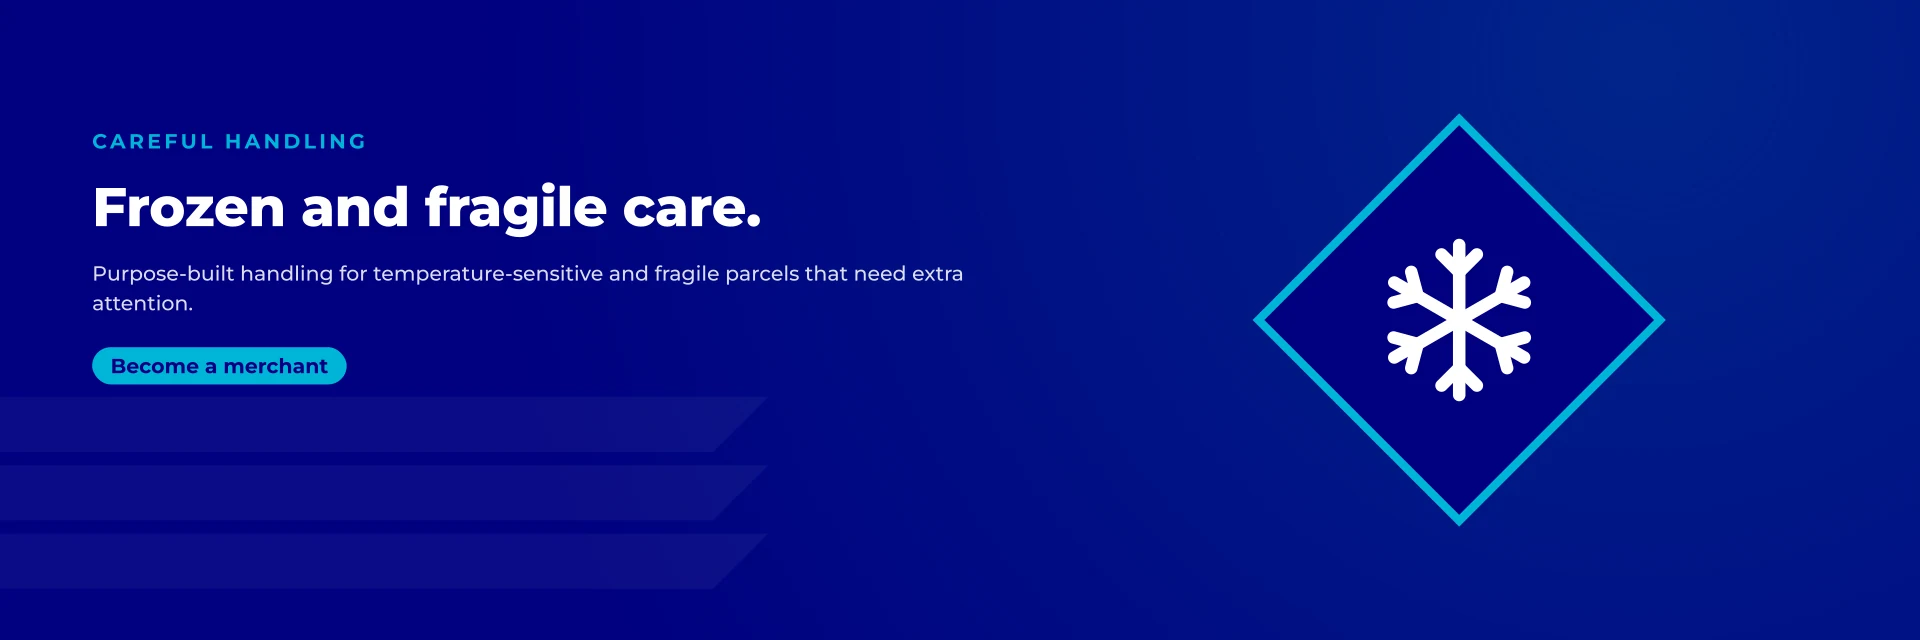 CAREFUL HANDLING
Frozen and fragile care.
Purpose-built handling for temperature-sensitive and fragile parcels that need extra
attention.
Become a merchant